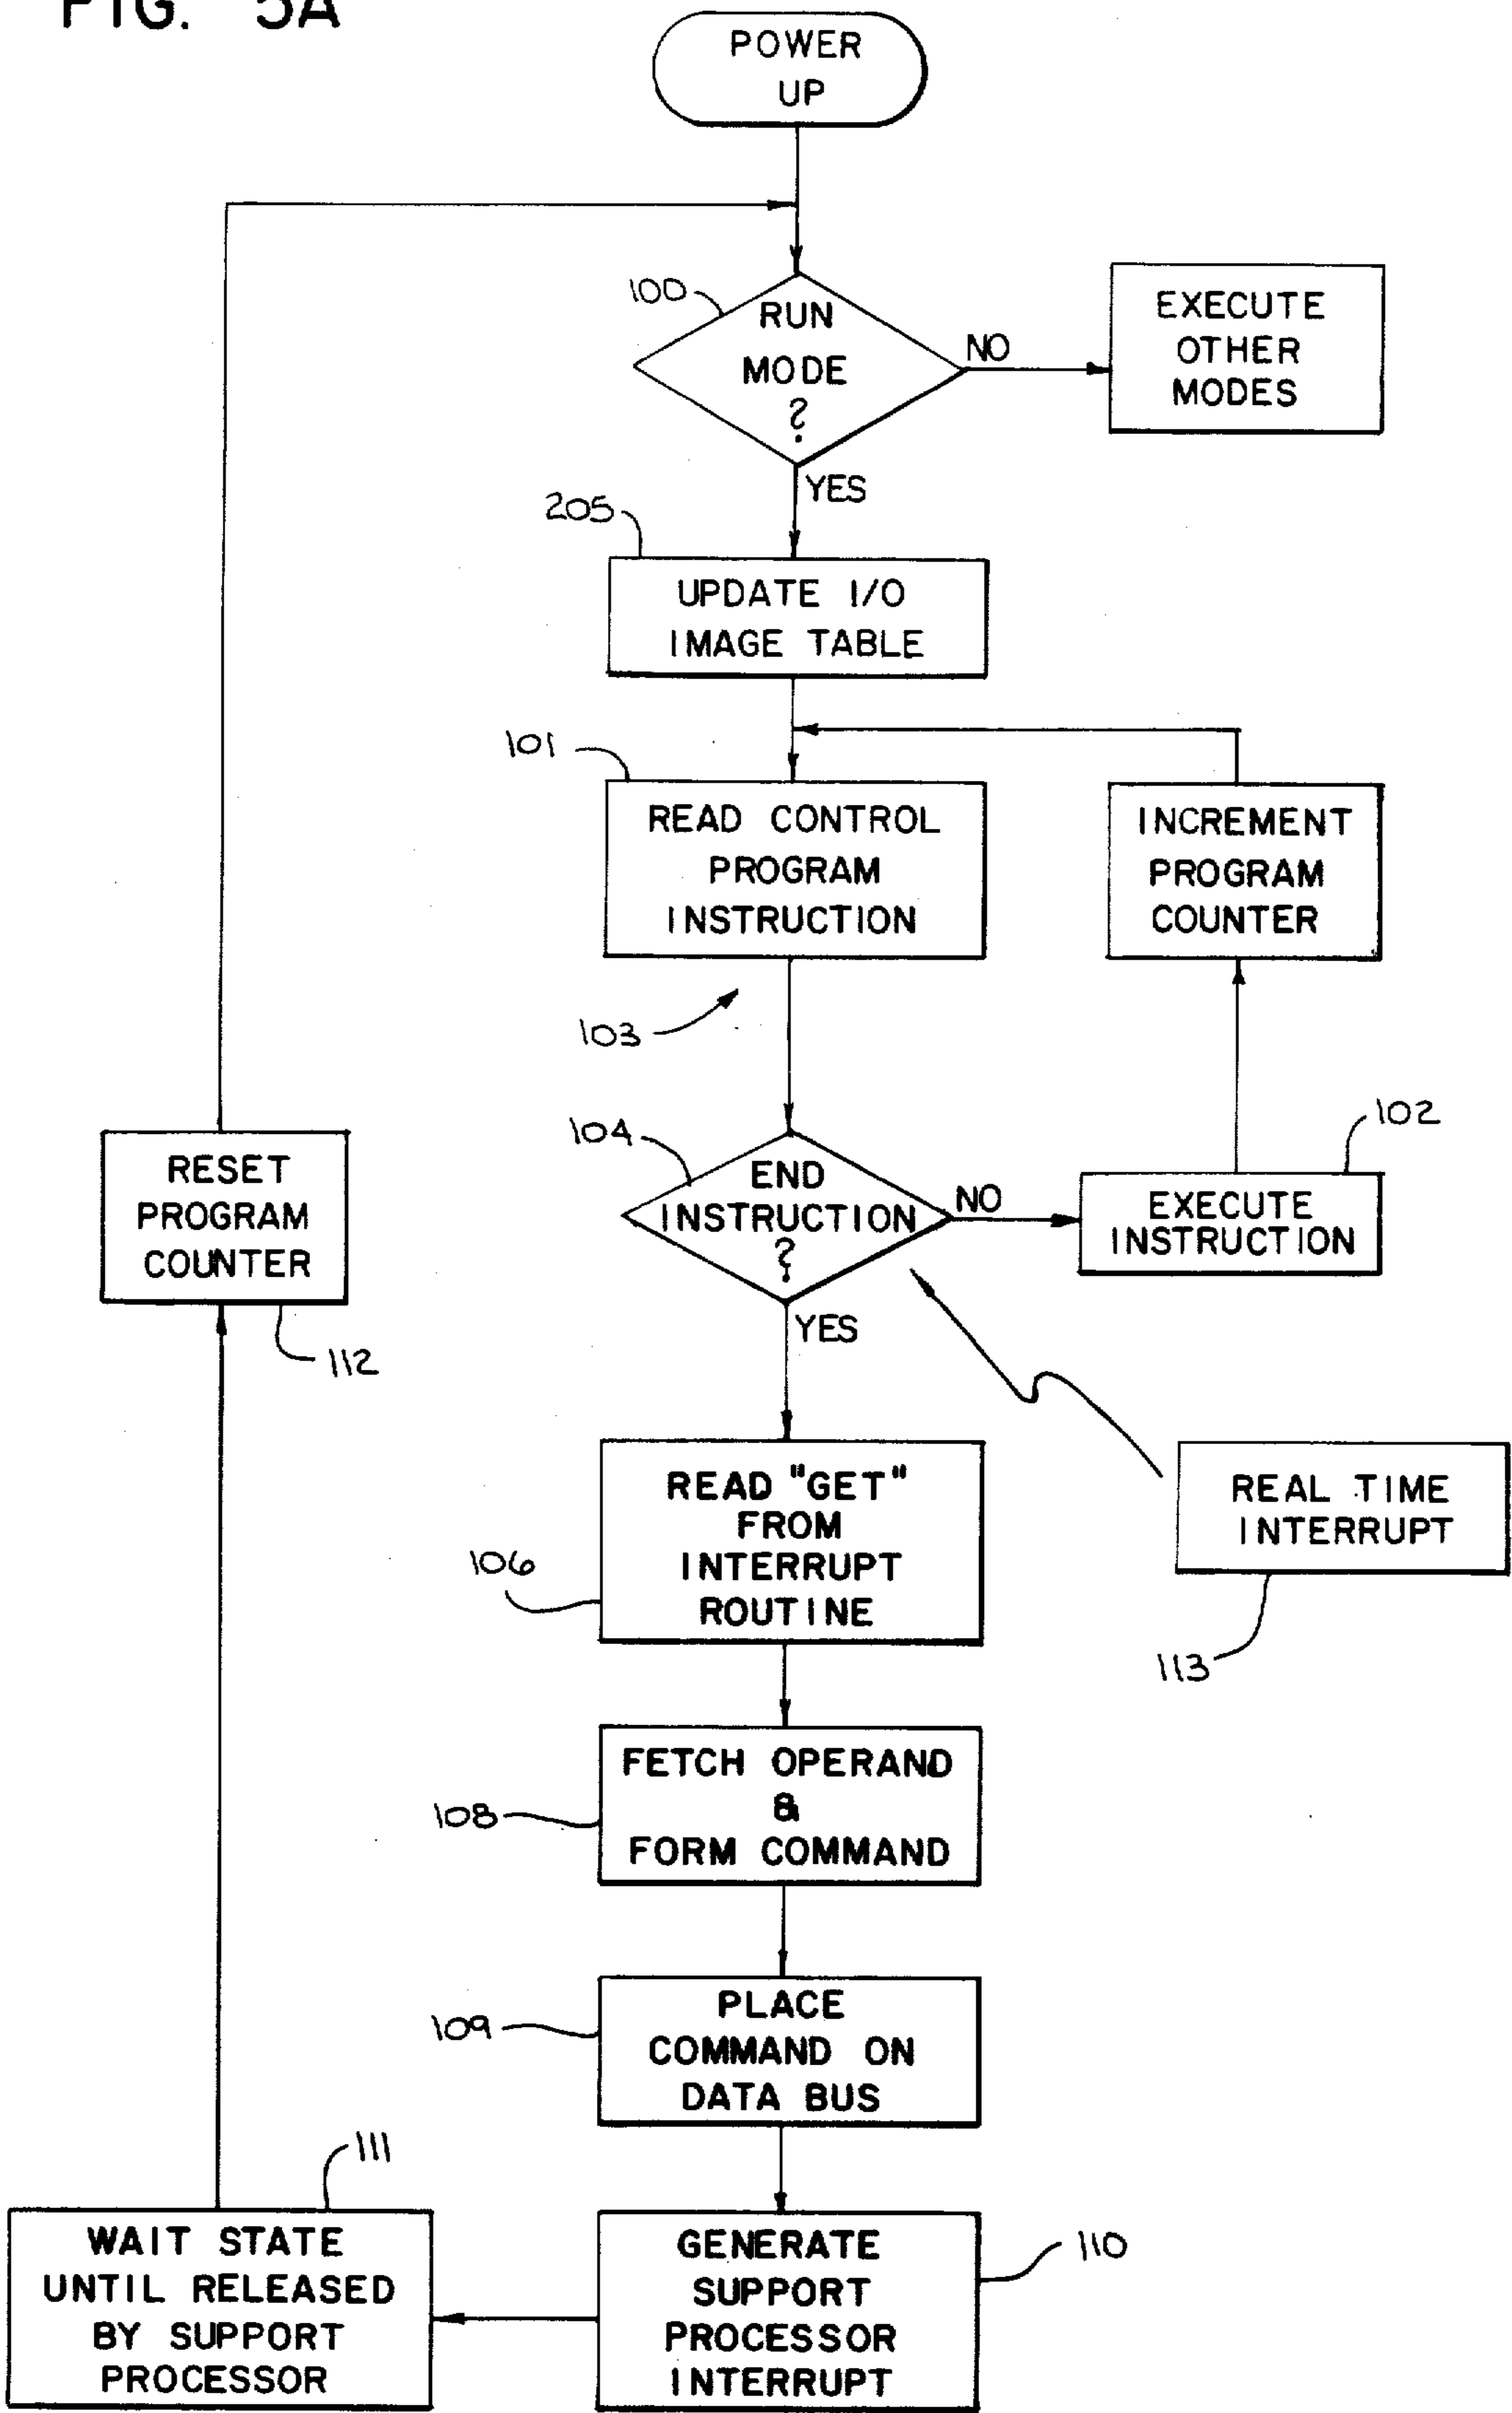 FIG. 5A
POWER
UP
100
RUN
MODE
?
NO
EXECUTE
OTHER
MODES
YES
205
UPDATE I/O
IMAGE TABLE
101
READ CONTROL
PROGRAM
INSTRUCTION
INCREMENT
PROGRAM
COUNTER
103
104
END
INSTRUCTION
?
NO
102
EXECUTE
INSTRUCTION
RESET
PROGRAM
COUNTER
112
YES
READ "GET"
FROM
INTERRUPT
ROUTINE
106
REAL TIME
INTERRUPT
113
FETCH OPERAND
&
FORM COMMAND
108
PLACE
COMMAND ON
DATA BUS
109
111
WAIT STATE
UNTIL RELEASED
BY SUPPORT
PROCESSOR
GENERATE
SUPPORT
PROCESSOR
INTERRUPT
110